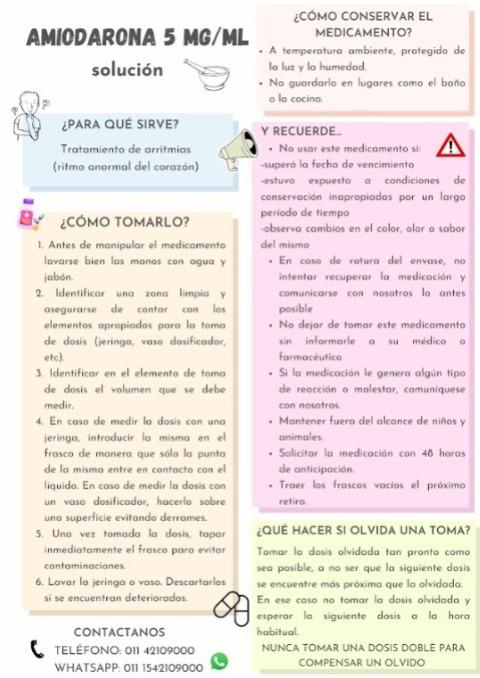 AMIODARONA 5 MG/ML
solución
¿PARA QUÉ SIRVE?
Tratamiento de arritmias
(ritmo anormal del corazón)
¿CÓMO TOMARLO?
1. Antes de manipular el medicamento
lavarse bien las manos con agua y
jabón.
2. Identificar una zona limpia y
asegurarse de contar con los
elementos apropiados para la toma
de dosis (jeringa, vaso dosificador,
etc).
3. Identificar en el elemento de toma
de dosis el volumen que se debe
medir.
4. En caso de medir la dosis con una
jeringa, introducir la misma en el
frasco de manera que sólo la punta
de la misma entre en contacto con el
líquido. En caso de medir la dosis con
un vaso dosificador, hacerlo sobre
una superficie evitando derrames.
5. Una vez tomada la dosis, tapar
inmediatamente el frasco para evitar
contaminaciones.
6. Lavar la jeringa o vaso. Descartarlos
si se encuentran deteriorados.
CONTACTANOS
TELÉFONO: 011 42109000
WHATSAPP: 011 1542109000
¿CÓMO CONSERVAR EL
MEDICAMENTO?
• A temperatura ambiente, protegido de
la luz y la humedad.
• No guardarlo en lugares como el baño
o la cocina.
Y RECUERDE...
• No usar este medicamento si:
-superó la fecha de vencimiento
-estuvo expuesto a condiciones de
conservación inapropiadas por un largo
período de tiempo
-observa cambios en el color, olor o sabor
del mismo
• En caso de rotura del envase, no
intentar recuperar la medicación y
comunicarse con nosotros lo antes
posible
• No dejar de tomar este medicamento
sin informarle a su médico o
farmacéutico
• Si la medicación le genera algún tipo
de reacción o malestar, comuníquese
con nosotros.
• Mantener fuera del alcance de niños y
animales.
• Solicitar la medicación con 48 horas
de anticipación.
• Traer los frascos vacíos el próximo
retiro.
¿QUÉ HACER SI OLVIDA UNA TOMA?
Tomar la dosis olvidada tan pronto como
sea posible, a no ser que la siguiente dosis
se encuentre más próxima que la olvidada.
En ese caso no tomar la dosis olvidada y
esperar la siguiente dosis a la hora
habitual.
NUNCA TOMAR UNA DOSIS DOBLE PARA
COMPENSAR UN OLVIDO